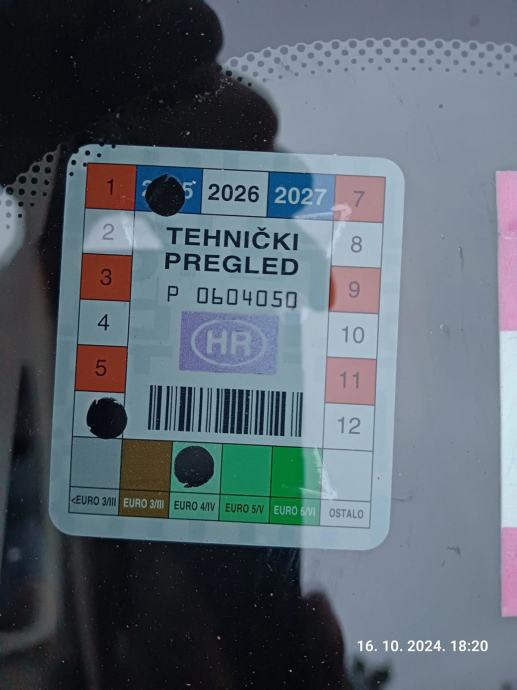 1 2026 2027 7
2 TEHNIČKI 8
PREGLED
3 P 0604050 9
4 HR 10
5 11
12
<EURO 3/III EURO 3/III EURO 4/IV EURO 5/V EURO 6/VI OSTALO
16. 10. 2024. 18:20